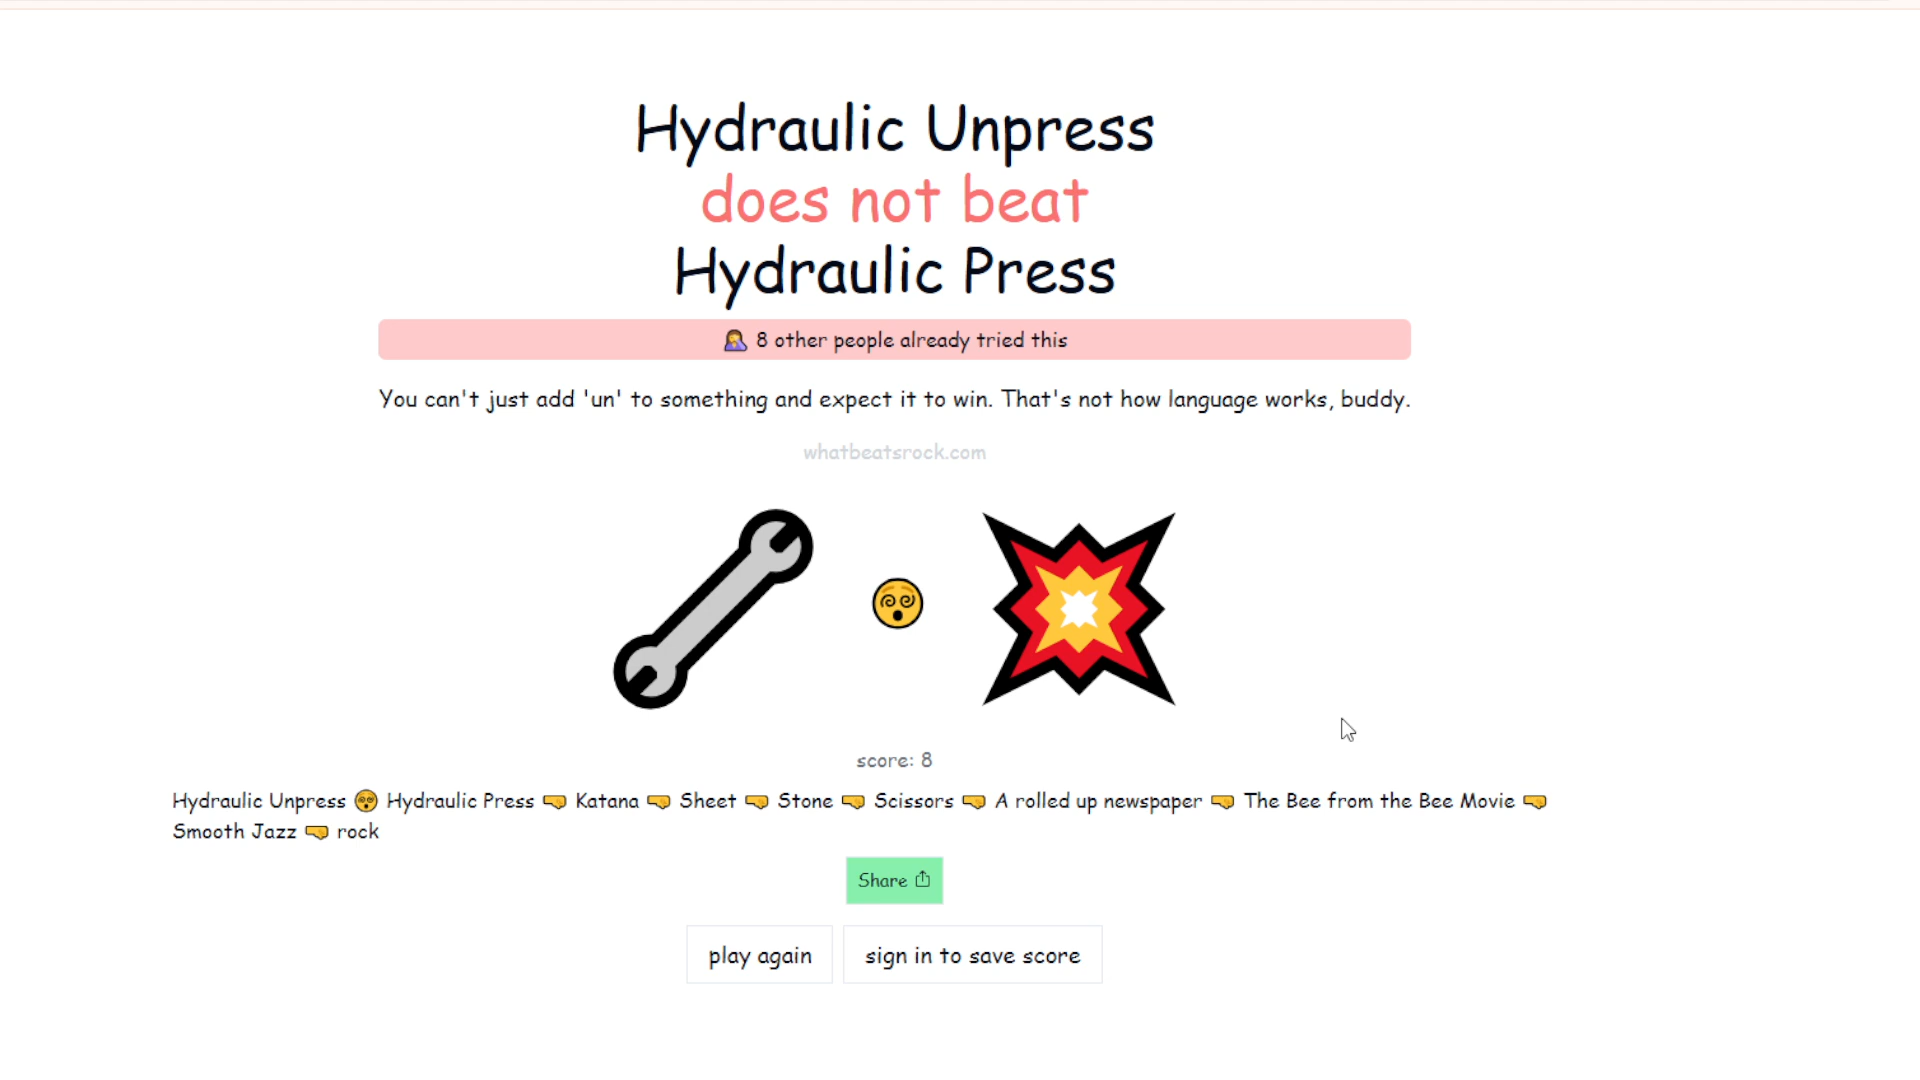 Hydraulic Unpress
does not beat
Hydraulic Press
🤦‍♀️ 8 other people already tried this
You can't just add 'un' to something and expect it to win. That's not how language works, buddy.
whatbeatsrock.com
score: 8
Hydraulic Unpress 😵‍💫 Hydraulic Press 🤜 Katana 🤜 Sheet 🤜 Stone 🤜 Scissors 🤜 A rolled up newspaper 🤜 The Bee from the Bee Movie 🤜
Smooth Jazz 🤜 rock
Share
play again
sign in to save score